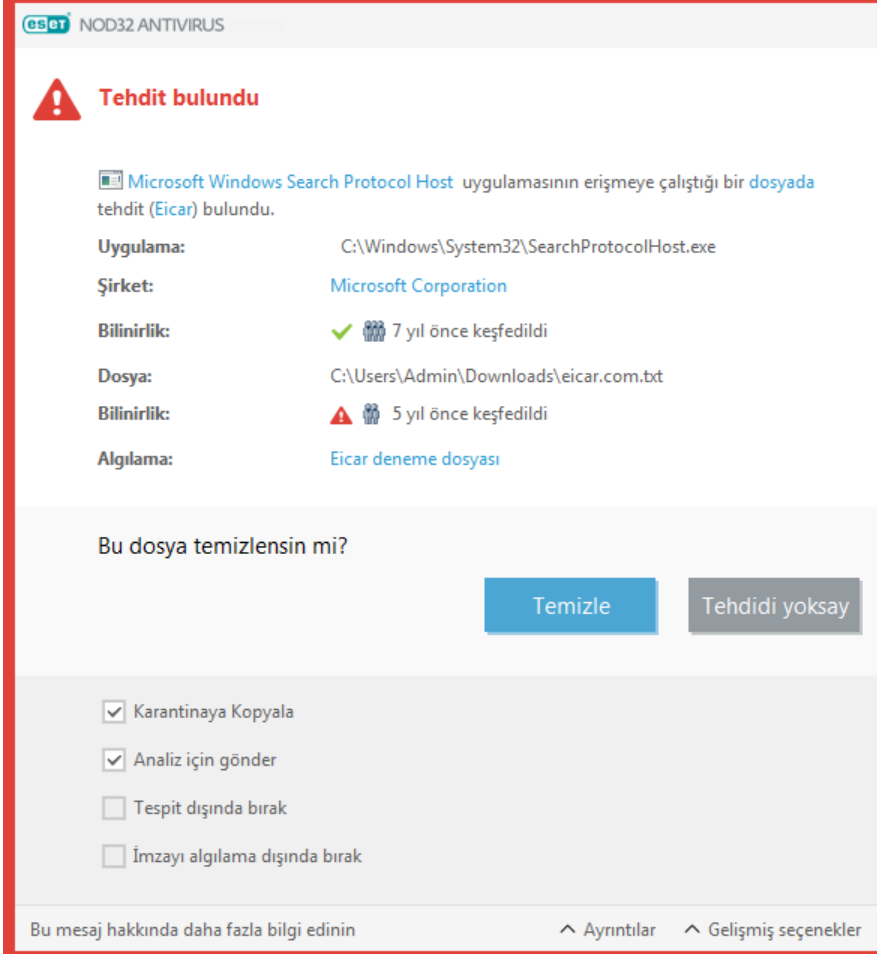 eset NOD32 ANTIVIRUS
Tehdit bulundu
Microsoft Windows Search Protocol Host uygulamasının erişmeye çalıştığı bir dosyada
tehdit (Eicar) bulundu.
Uygulama: C:\Windows\System32\SearchProtocolHost.exe
Şirket: Microsoft Corporation
Bilinirlik: 7 yıl önce keşfedildi
Dosya: C:\Users\Admin\Downloads\eicar.com.txt
Bilinirlik: 5 yıl önce keşfedildi
Algılama: Eicar deneme dosyası
Bu dosya temizlensin mi?
Temizle Tehdidi yoksay
Karantinaya Kopyala
Analiz için gönder
Tespit dışında bırak
İmzayı algılama dışında bırak
Bu mesaj hakkında daha fazla bilgi edinin Ayrıntılar Gelişmiş seçenekler